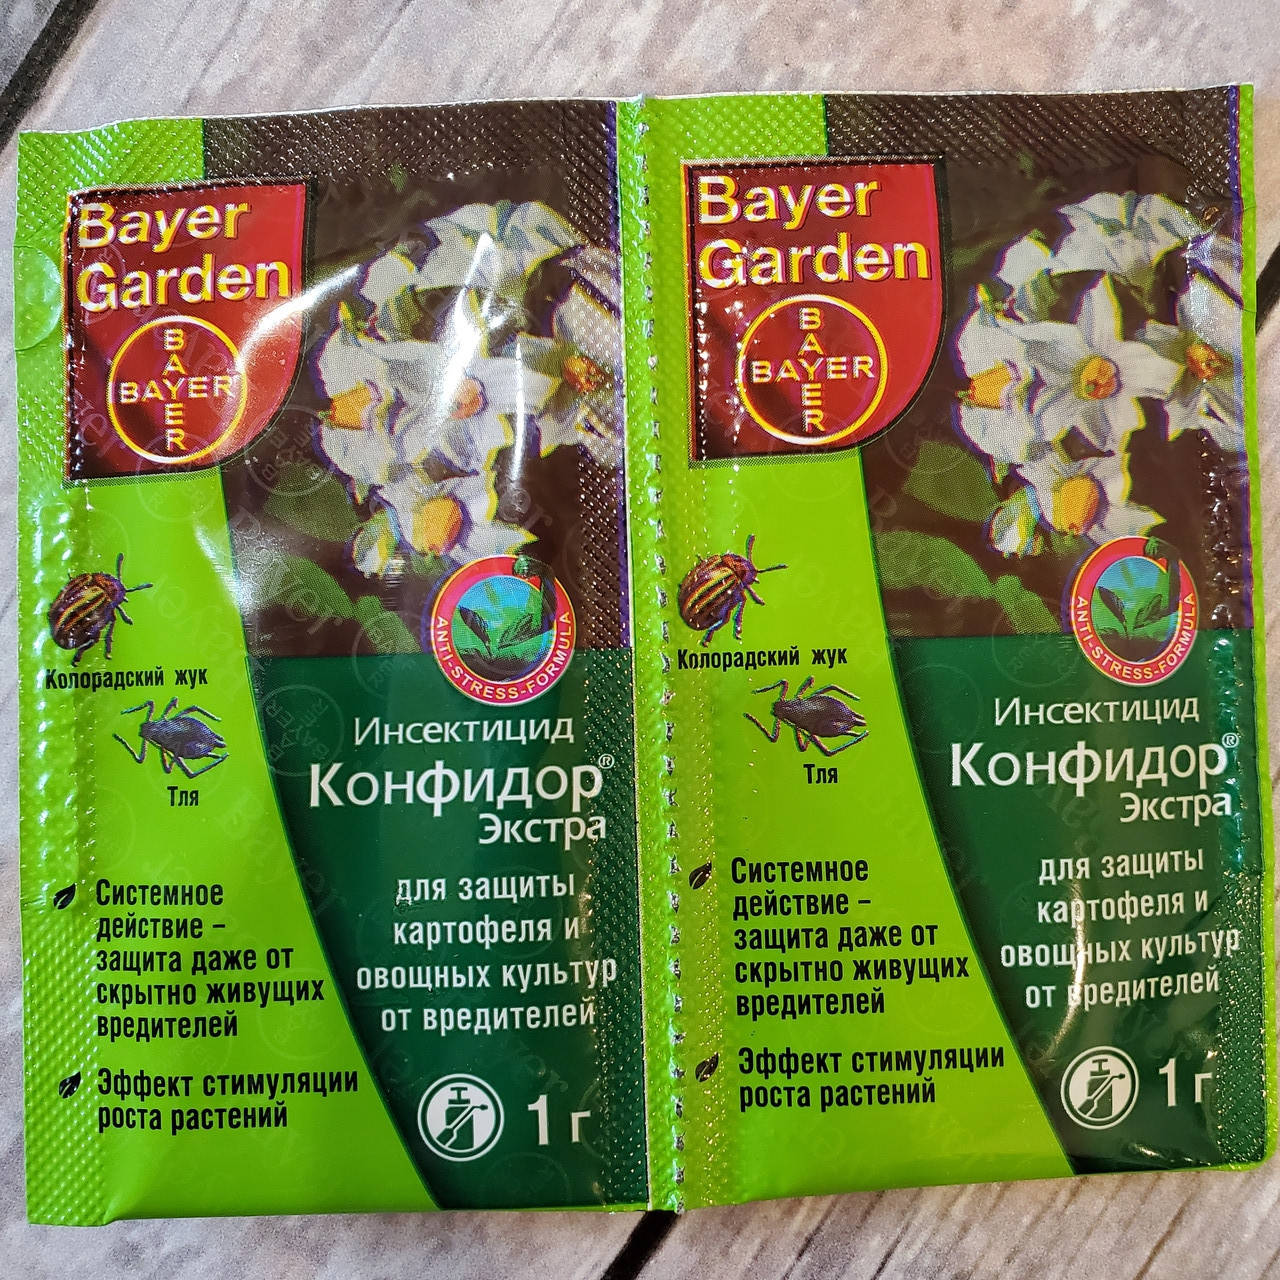 Bayer
Garden
BAYER
BAYER
Колорадский жук
Тля
ANTI-STRESS-FORMULA
Инсектицид
Конфидор®
Экстра
для защиты
картофеля и
овощных культур
от вредителей
Системное
действие –
защита даже от
скрытно живущих
вредителей
Эффект стимуляции
роста растений
1 г
Bayer
Garden
BAYER
BAYER
Колорадский жук
Тля
ANTI-STRESS-FORMULA
Инсектицид
Конфидор®
Экстра
для защиты
картофеля и
овощных культур
от вредителей
Системное
действие –
защита даже от
скрытно живущих
вредителей
Эффект стимуляции
роста растений
1 г